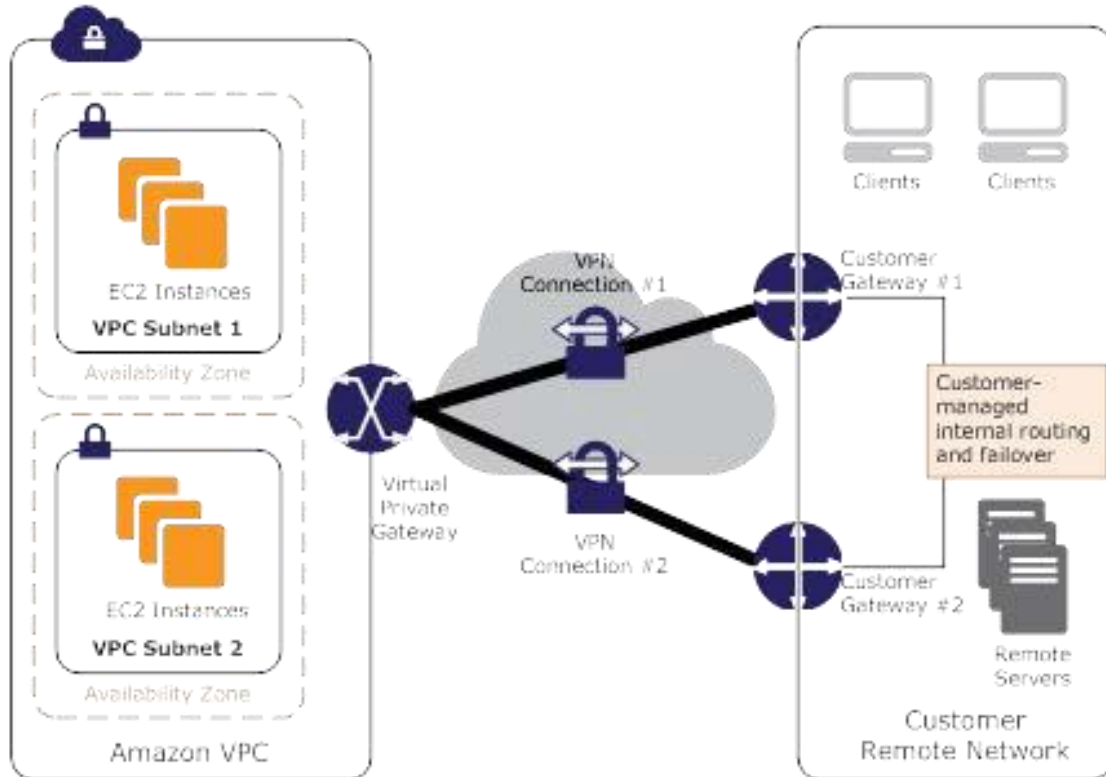 EC2 Instances
VPC Subnet 1
Availability Zone
EC2 Instances
VPC Subnet 2
Availability Zone
Amazon VPC
Virtual
Private
Gateway
VPN
Connection #1
VPN
Connection #2
Clients
Clients
Customer
Gateway #1
Customer-
managed
internal routing
and failover
Customer
Gateway #2
Remote
Servers
Customer
Remote Network